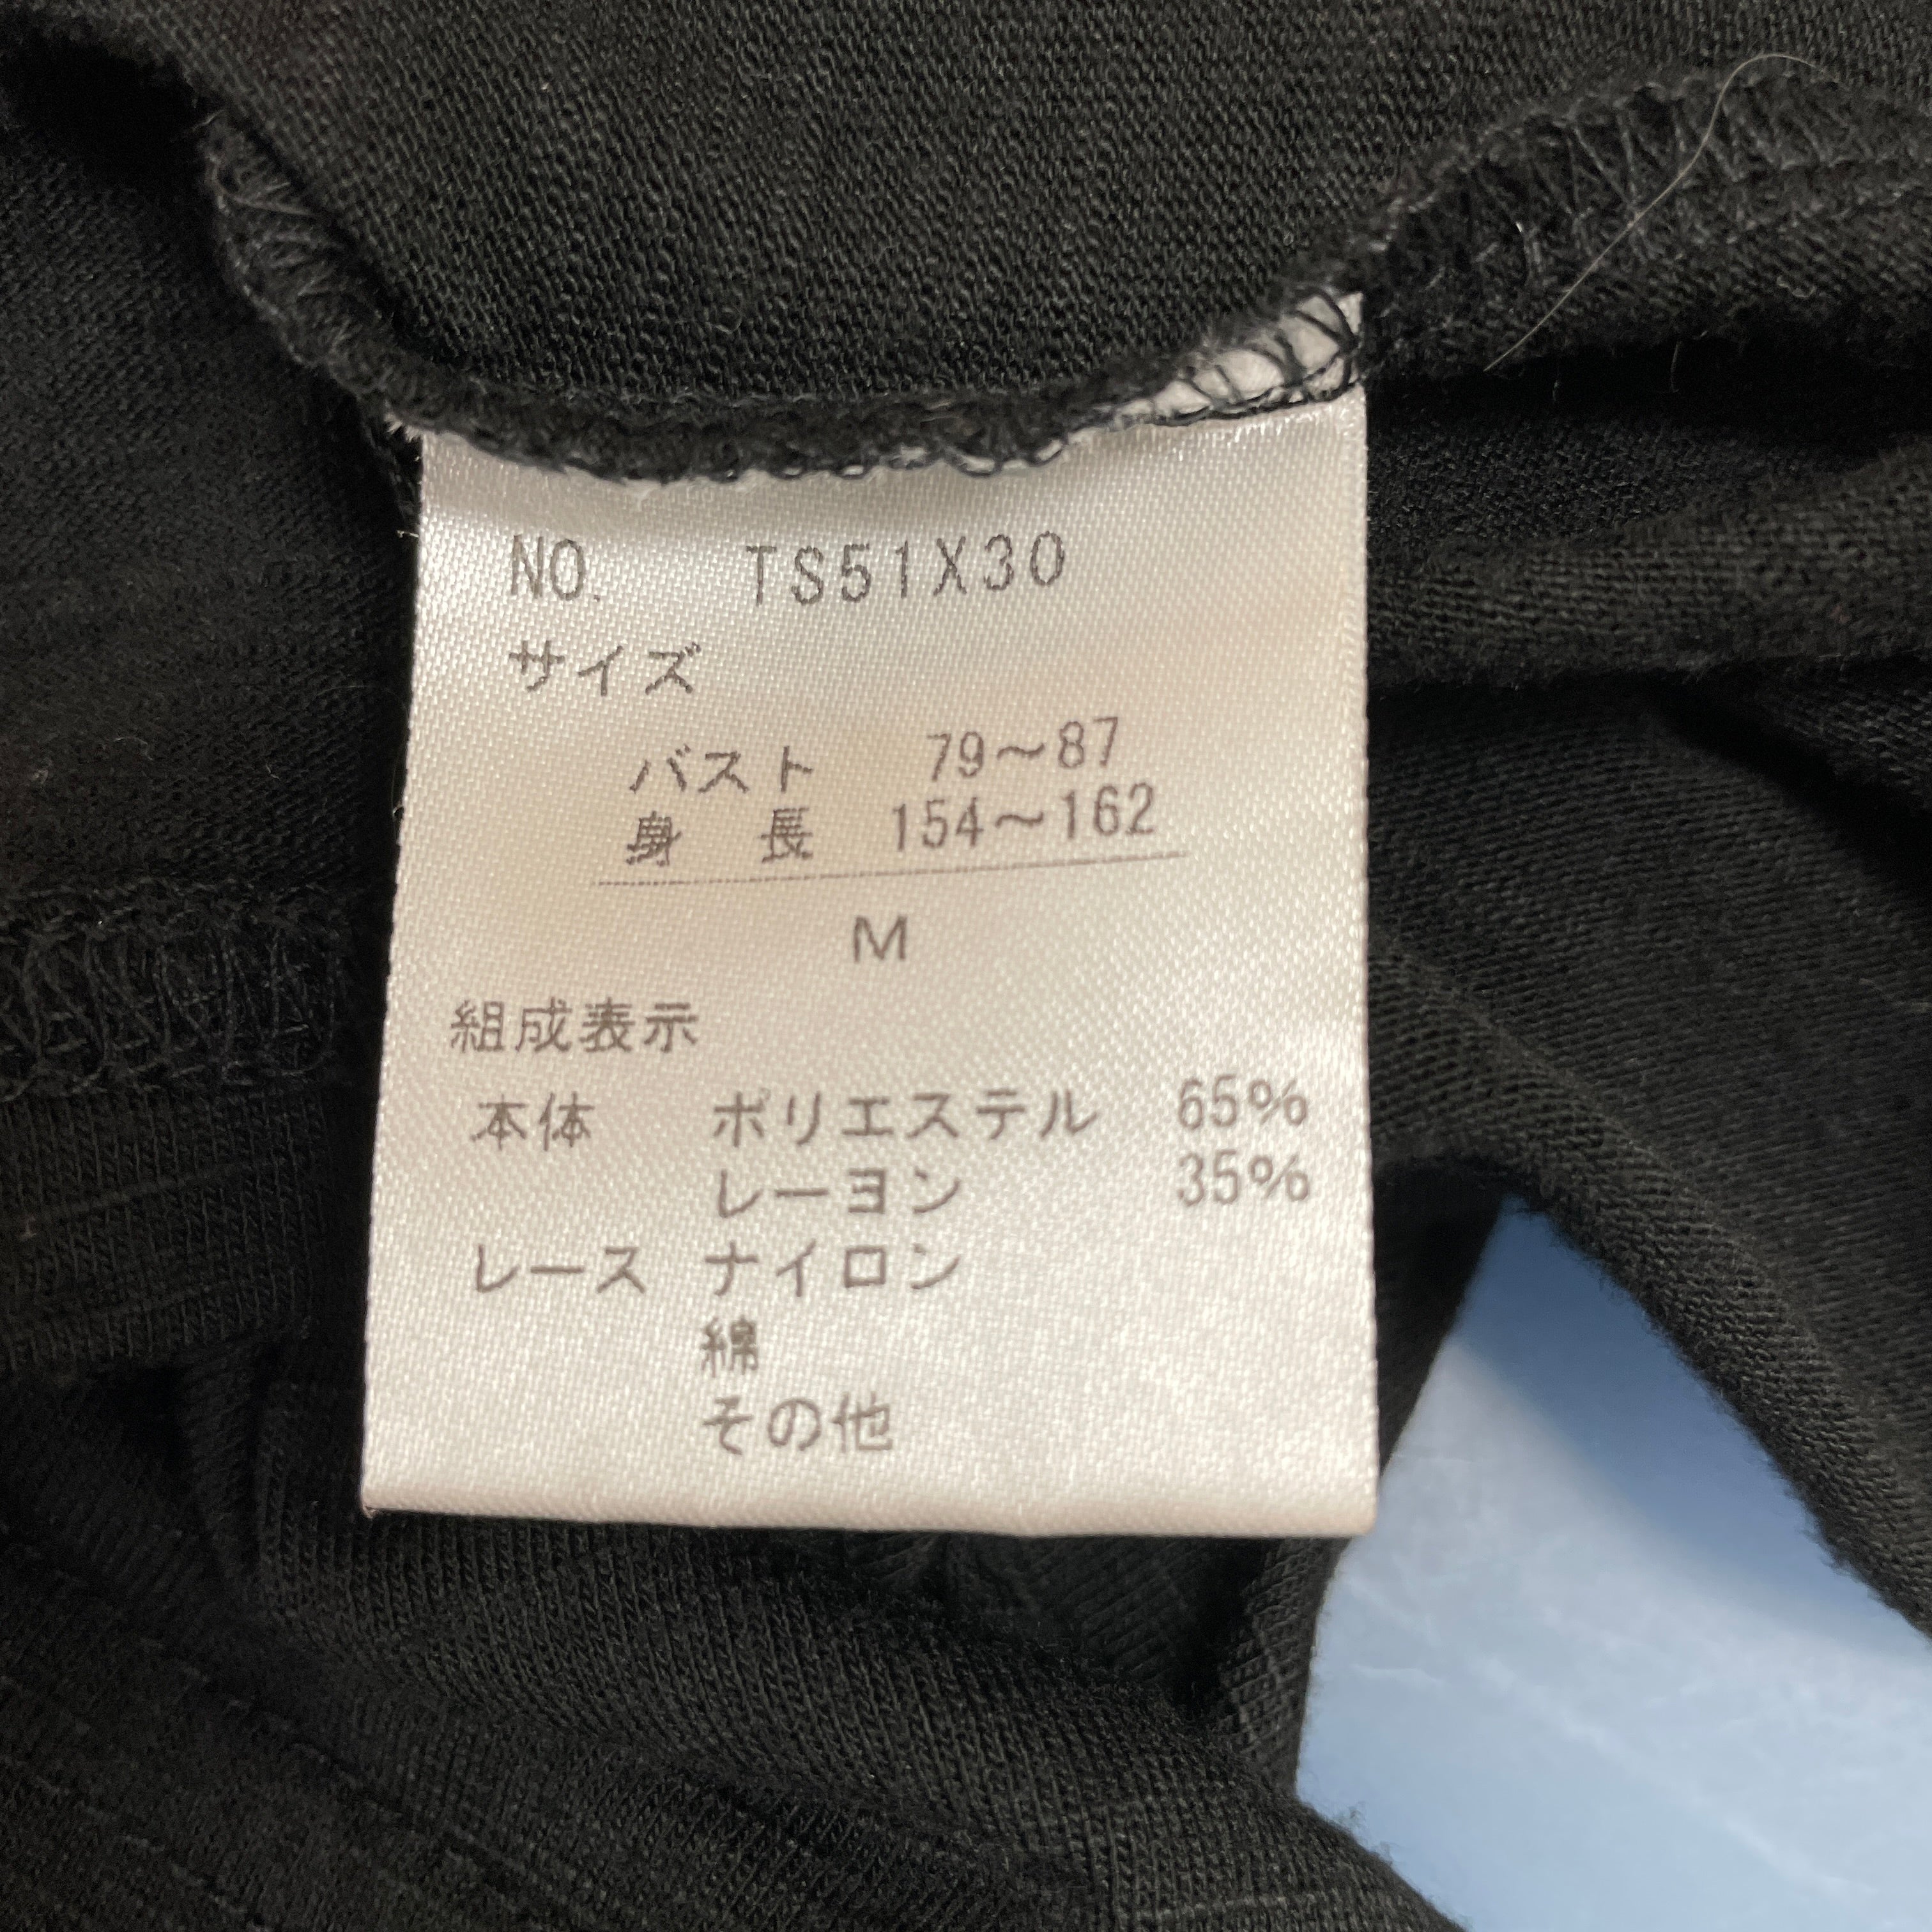 NO. TS51X30
サイズ
バスト 79～87
身 長 154～162
M
組成表示
本体 ポリエステル 65%
レーヨン 35%
レース ナイロン
綿
その他